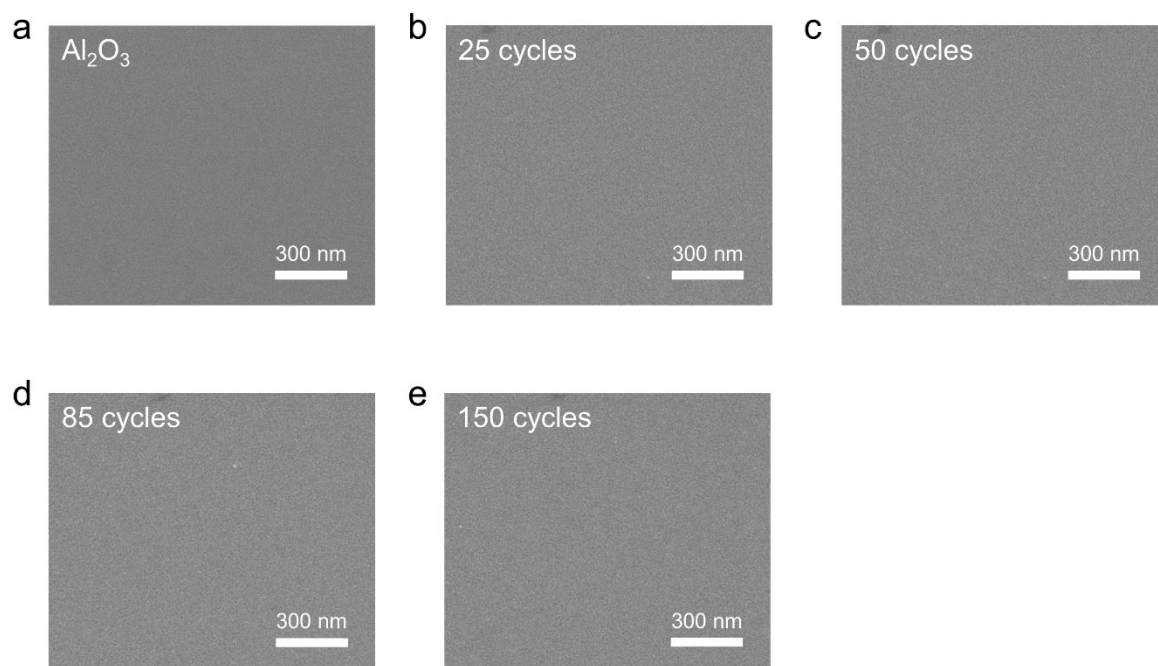 a
Al₂O₃
300 nm
b
25 cycles
300 nm
c
50 cycles
300 nm
d
85 cycles
300 nm
e
150 cycles
300 nm